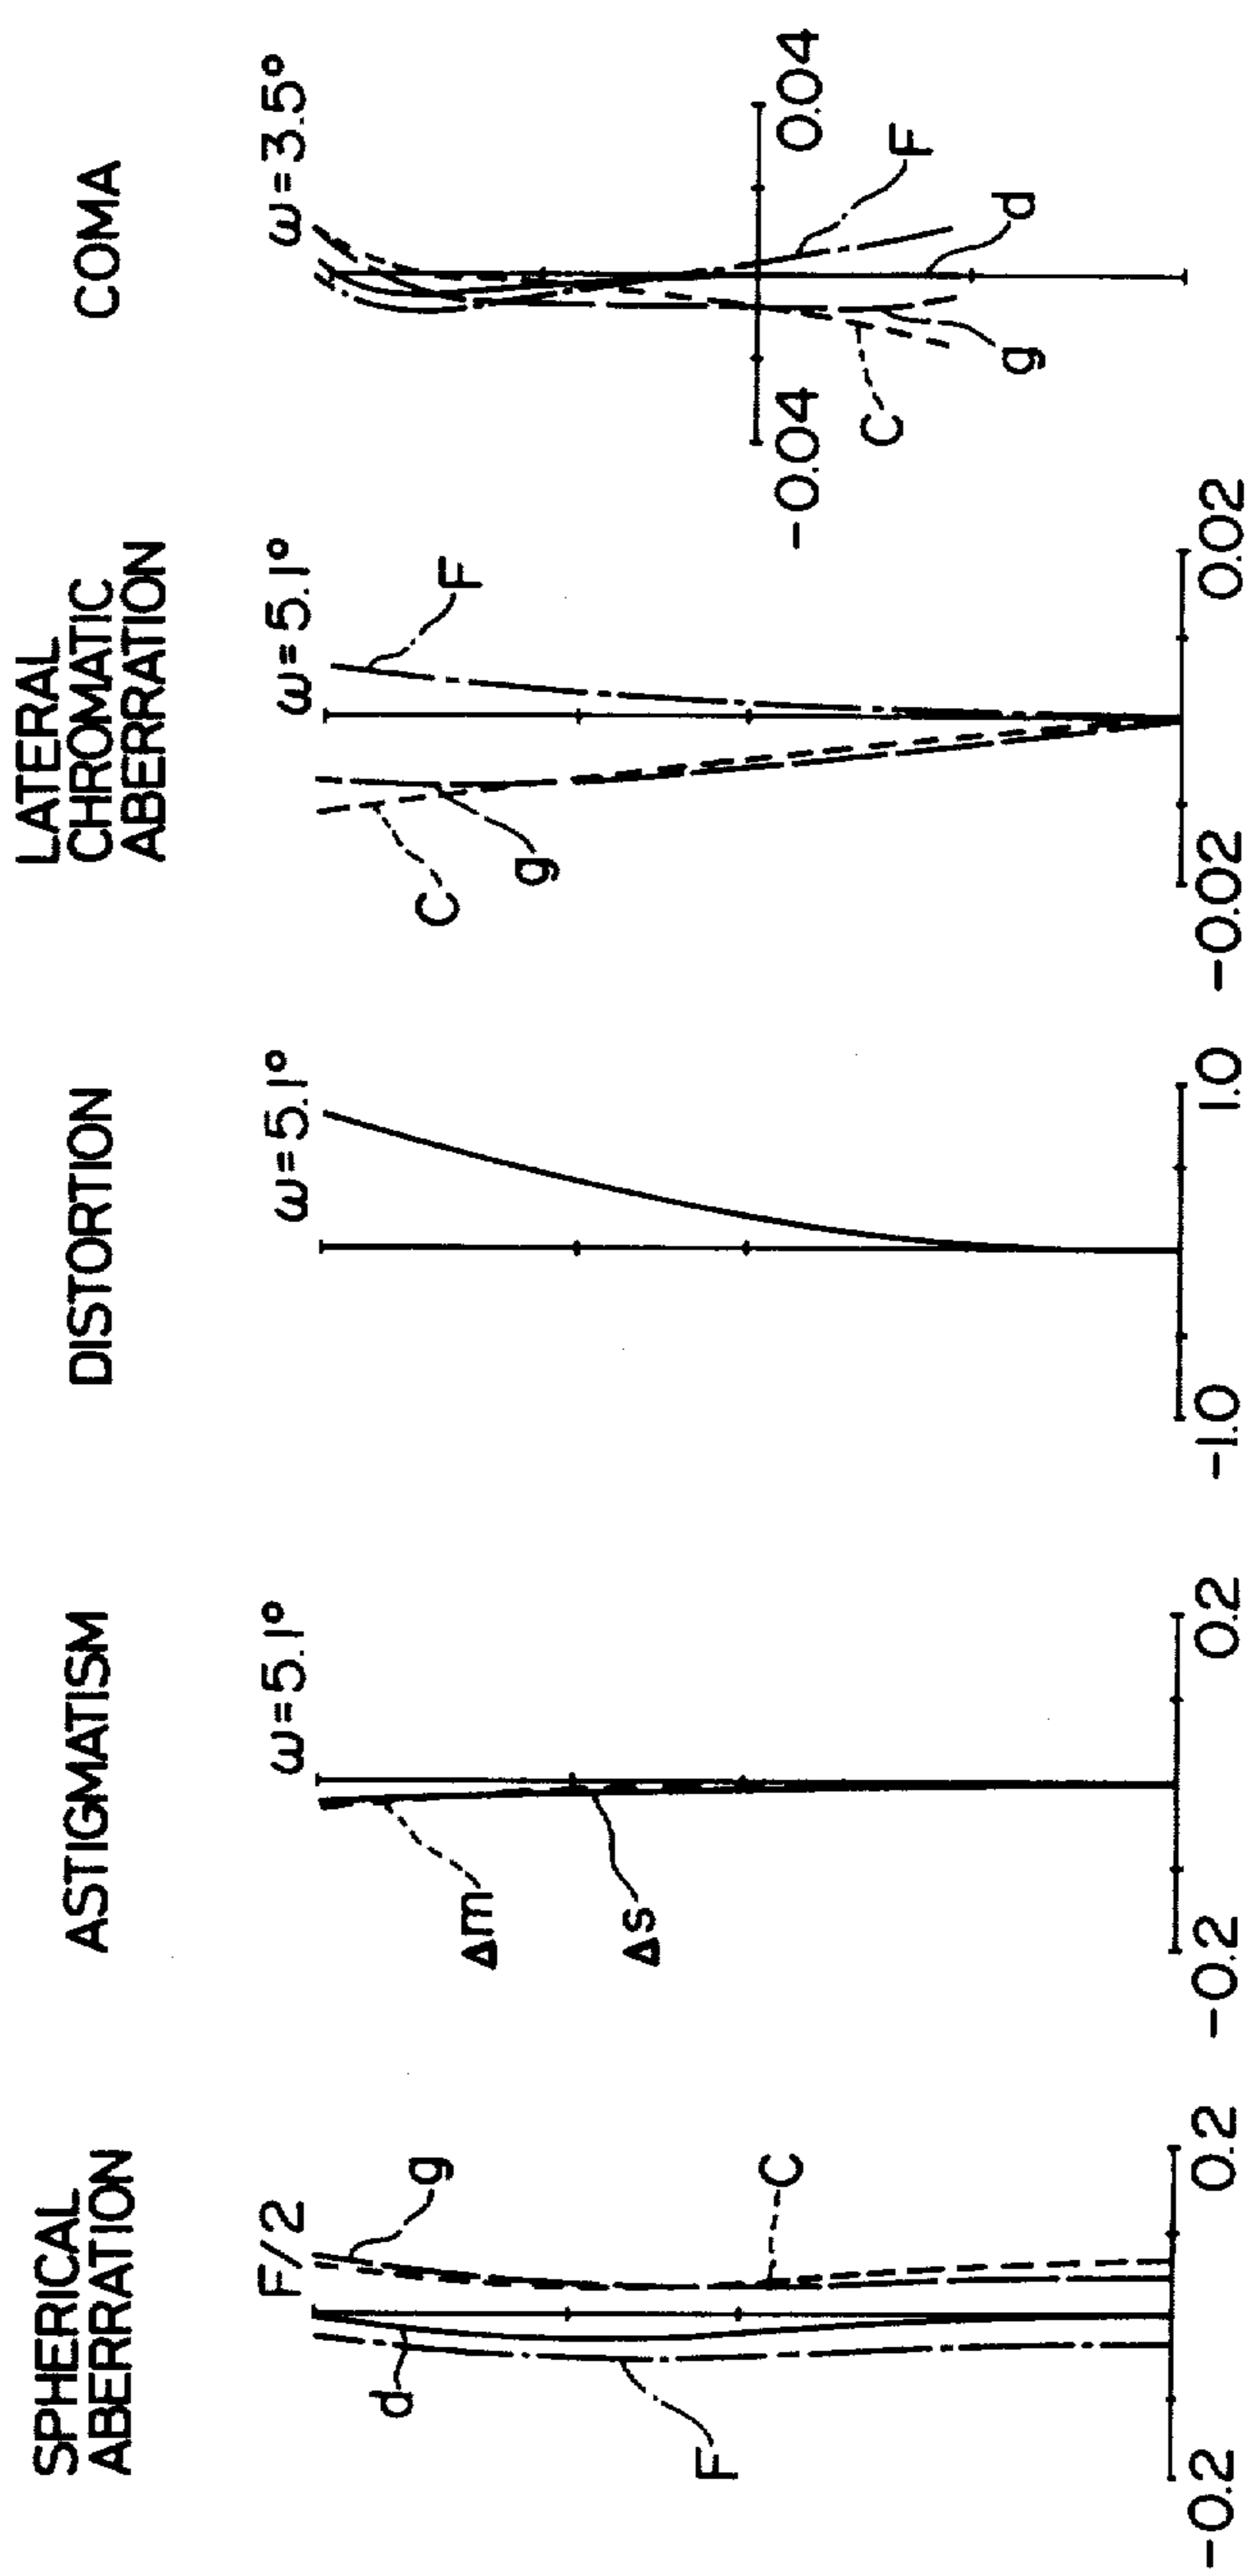 SPHERICAL
ABERRATION
F/2
g
C
d
F
-0.2
0.2
ASTIGMATISM
ω=5.1°
Δm
Δs
-0.2
0.2
DISTORTION
ω=5.1°
-1.0
1.0
LATERAL
CHROMATIC
ABERRATION
ω=5.1°
F
C
g
-0.02
0.02
COMA
ω=3.5°
-0.04
0.04
F
d
g
C